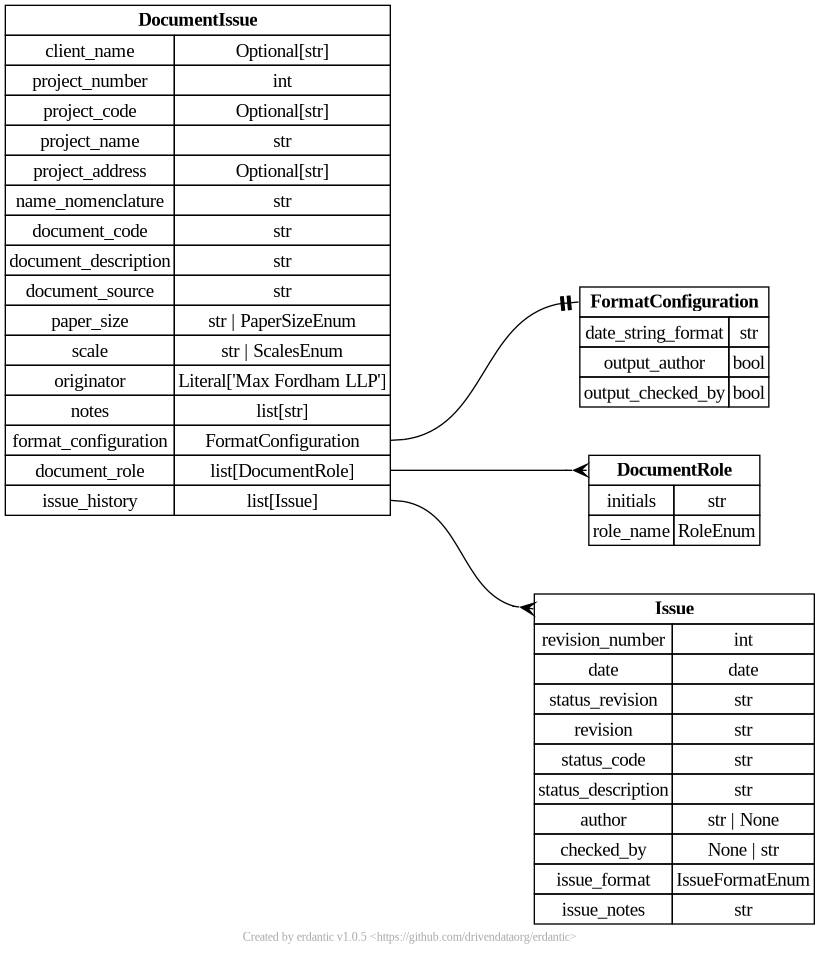 DocumentIssue
client_name Optional[str]
project_number int
project_code Optional[str]
project_name str
project_address Optional[str]
name_nomenclature str
document_code str
document_description str
document_source str
paper_size str | PaperSizeEnum
scale str | ScalesEnum
originator Literal['Max Fordham LLP']
notes list[str]
format_configuration FormatConfiguration
document_role list[DocumentRole]
issue_history list[Issue]
FormatConfiguration
date_string_format str
output_author bool
output_checked_by bool
DocumentRole
initials str
role_name RoleEnum
Issue
revision_number int
date date
status_revision str
revision str
status_code str
status_description str
author str | None
checked_by None | str
issue_format IssueFormatEnum
issue_notes str
Created by erdantic v1.0.5 <https://github.com/drivendataorg/erdantic>